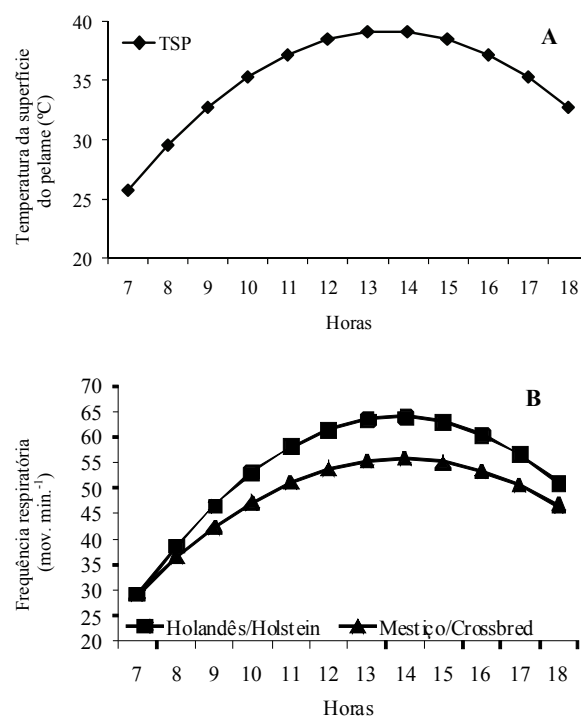 A
TSP
Temperatura da superfície
do pelame (ºC)
40
35
30
25
20
7 8 9 10 11 12 13 14 15 16 17 18
Horas
B
Frequência respiratória
(mov. min.⁻¹)
70
65
60
55
50
45
40
35
30
25
20
Holandês/Holstein Mestiço/Crossbred
7 8 9 10 11 12 13 14 15 16 17 18
Horas